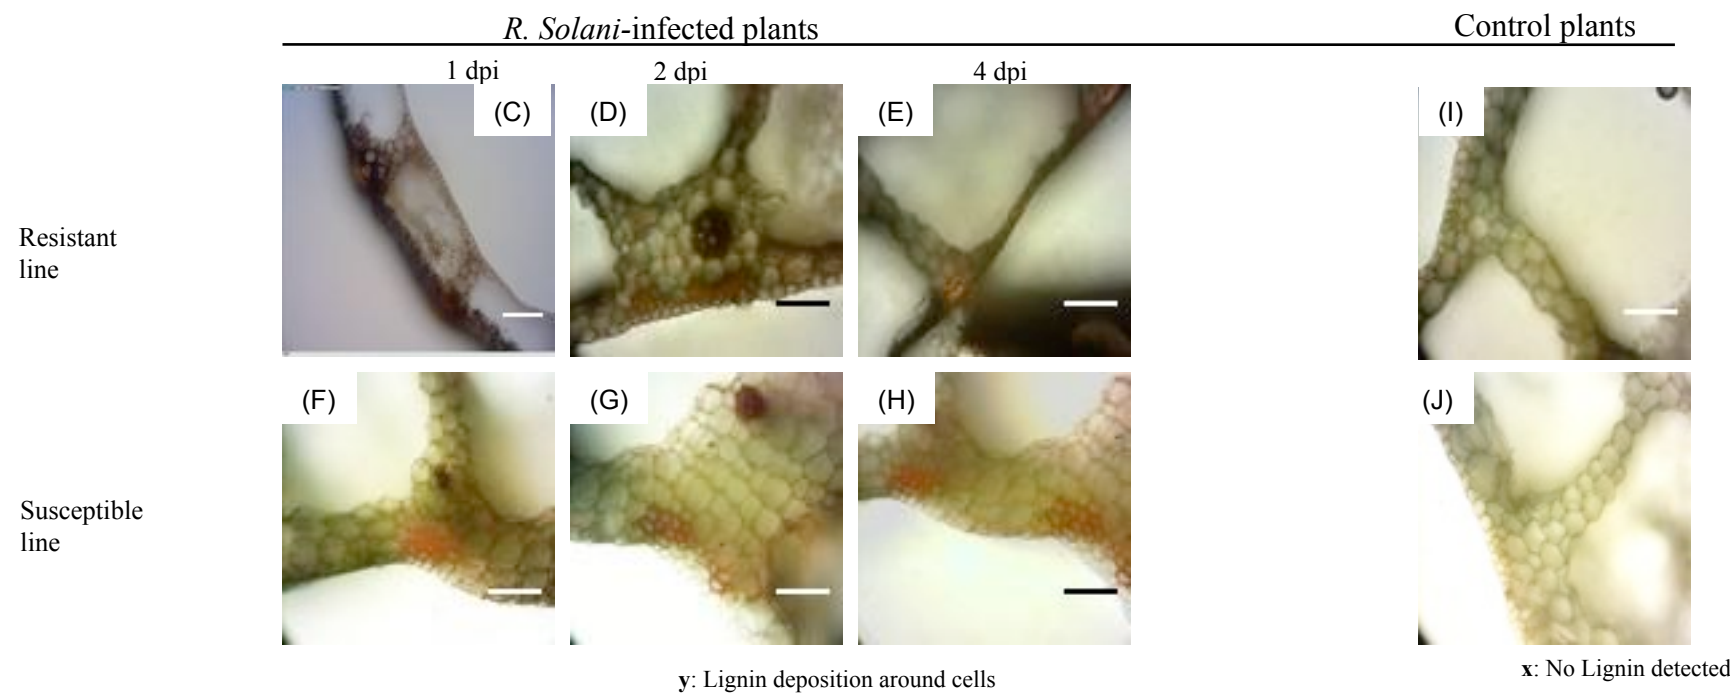 R. Solani-infected plants
Control plants
1 dpi
2 dpi
4 dpi
(C)
(D)
(E)
(I)
Resistant
line
(F)
(G)
(H)
(J)
Susceptible
line
y: Lignin deposition around cells
x: No Lignin detected